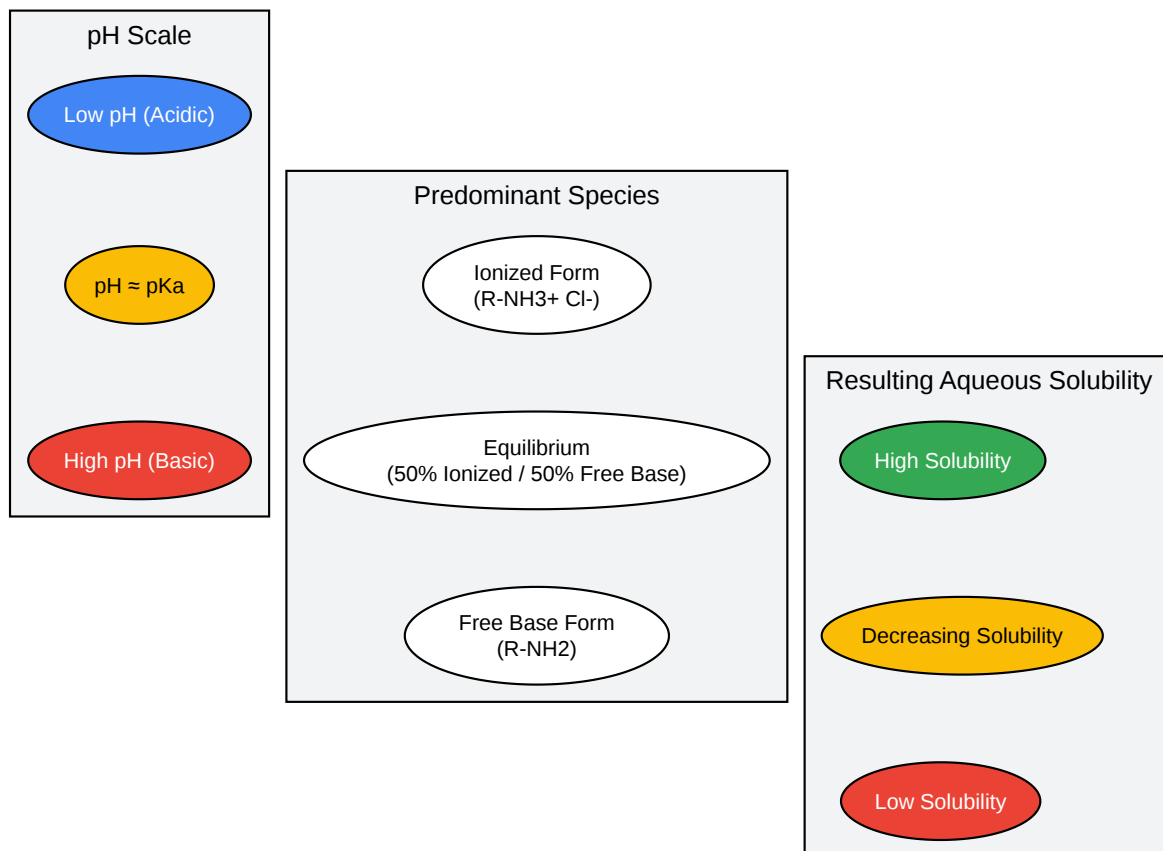 pH Scale
Low pH (Acidic)
pH ≈ pKa
High pH (Basic)
Predominant Species
Ionized Form
(R-NH3+ Cl-)
Equilibrium
(50% Ionized / 50% Free Base)
Free Base Form
(R-NH2)
Resulting Aqueous Solubility
High Solubility
Decreasing Solubility
Low Solubility